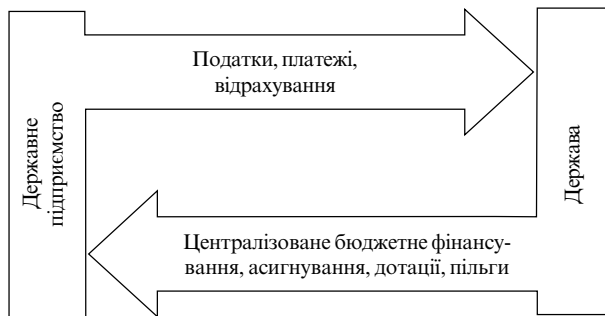 Державне
підприємство
Податки, платежі,
відрахування
Централізоване бюджетне фінансу-
вання, асигнування, дотації, пільги
Держава